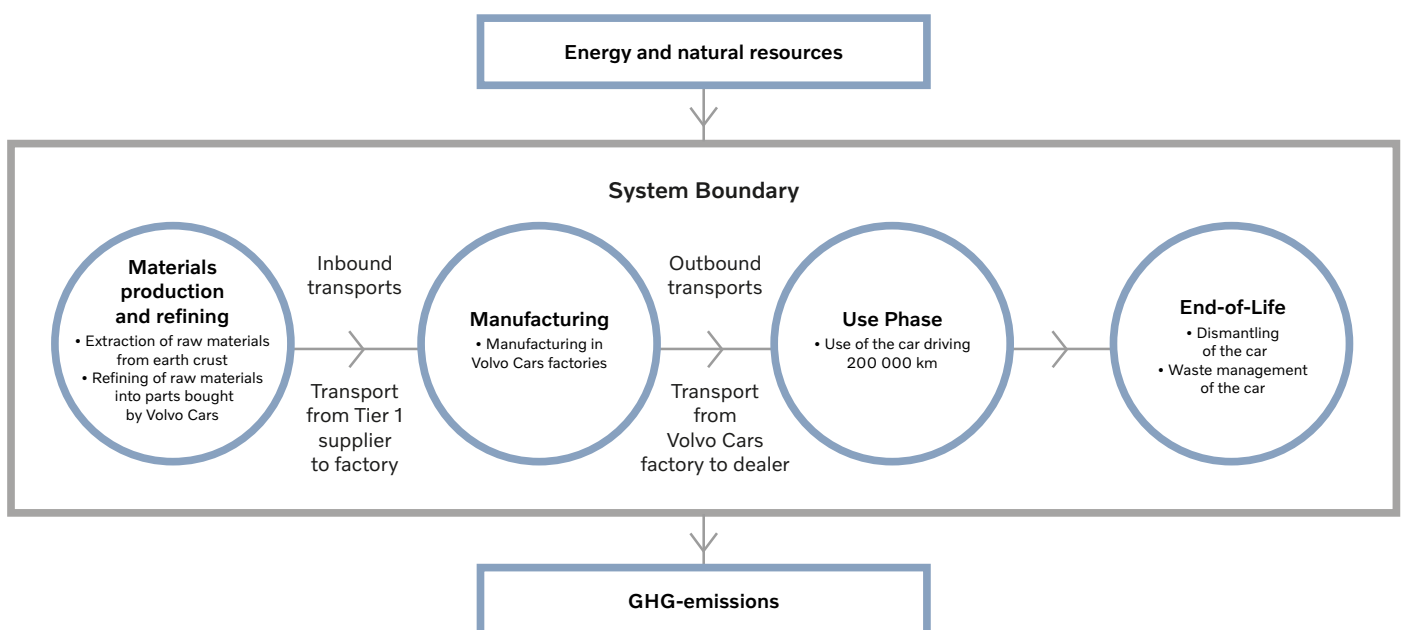 Energy and natural resources
System Boundary
Materials
production
and refining
• Extraction of raw materials
from earth crust
• Refining of raw materials
into parts bought
by Volvo Cars
Inbound
transports
Transport
from Tier 1
supplier
to factory
Manufacturing
• Manufacturing in
Volvo Cars factories
Outbound
transports
Transport
from
Volvo Cars
factory to dealer
Use Phase
• Use of the car driving
200 000 km
End-of-Life
• Dismantling
of the car
• Waste management
of the car
GHG-emissions